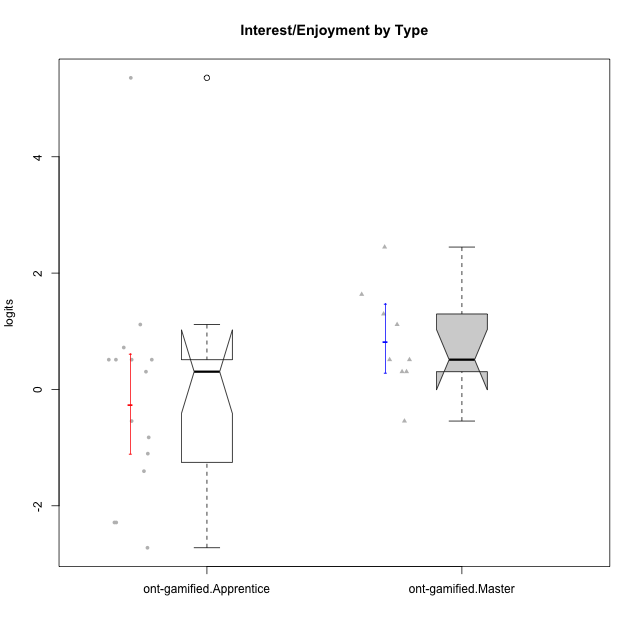 Interest/Enjoyment by Type
logits
4
2
0
-2
ont-gamified.Apprentice
ont-gamified.Master